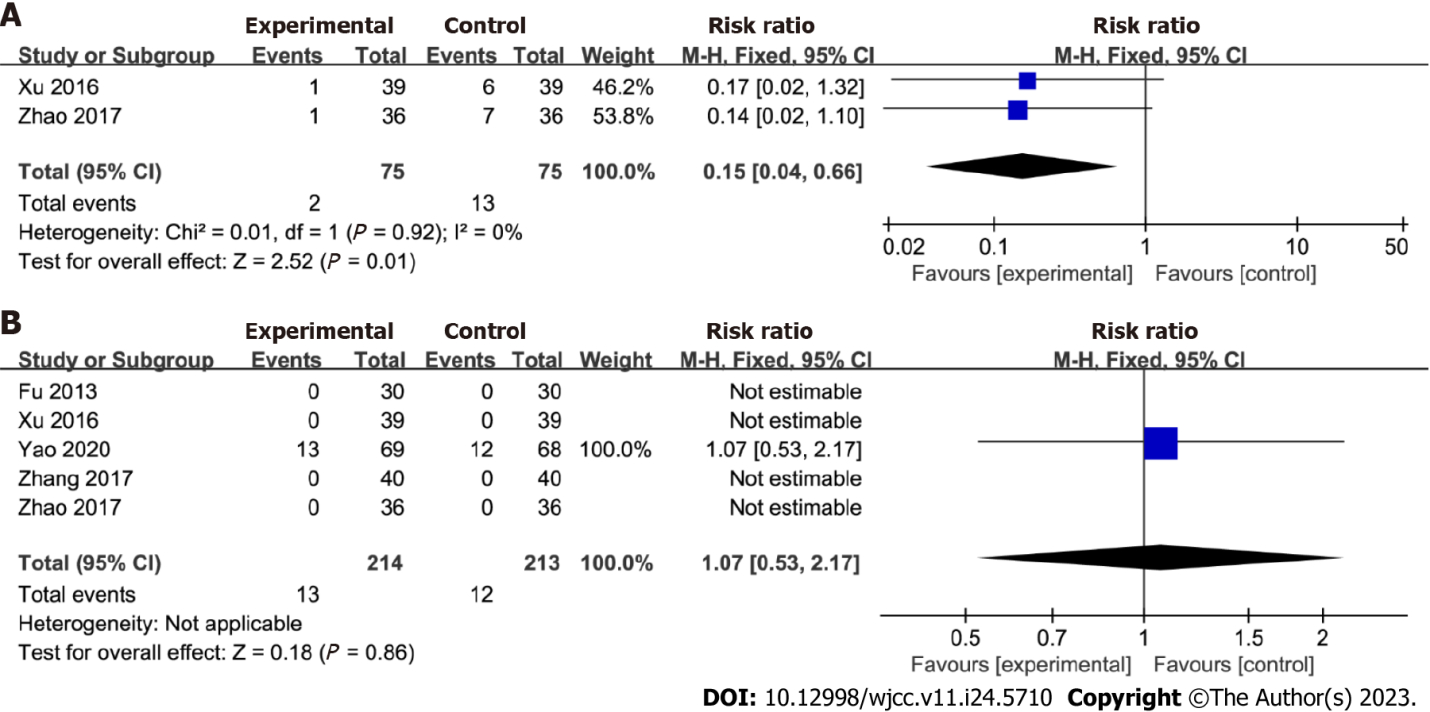 A
Experimental Control Risk ratio Risk ratio
Study or Subgroup Events Total Events Total Weight M-H, Fixed, 95% CI M-H, Fixed, 95% CI
Xu 2016 1 39 6 39 46.2% 0.17 [0.02, 1.32]
Zhao 2017 1 36 7 36 53.8% 0.14 [0.02, 1.10]
Total (95% CI) 75 75 100.0% 0.15 [0.04, 0.66]
Total events 2 13
Heterogeneity: Chi² = 0.01, df = 1 (P = 0.92); I² = 0%
Test for overall effect: Z = 2.52 (P = 0.01)
0.02 0.1 1 10 50
Favours [experimental] Favours [control]
B
Experimental Control Risk ratio Risk ratio
Study or Subgroup Events Total Events Total Weight M-H, Fixed, 95% CI M-H, Fixed, 95% CI
Fu 2013 0 30 0 30 Not estimable
Xu 2016 0 39 0 39 Not estimable
Yao 2020 13 69 12 68 100.0% 1.07 [0.53, 2.17]
Zhang 2017 0 40 0 40 Not estimable
Zhao 2017 0 36 0 36 Not estimable
Total (95% CI) 214 213 100.0% 1.07 [0.53, 2.17]
Total events 13 12
Heterogeneity: Not applicable
Test for overall effect: Z = 0.18 (P = 0.86)
0.5 0.7 1 1.5 2
Favours [experimental] Favours [control]
DOI: 10.12998/wjcc.v11.i24.5710 Copyright ©The Author(s) 2023.